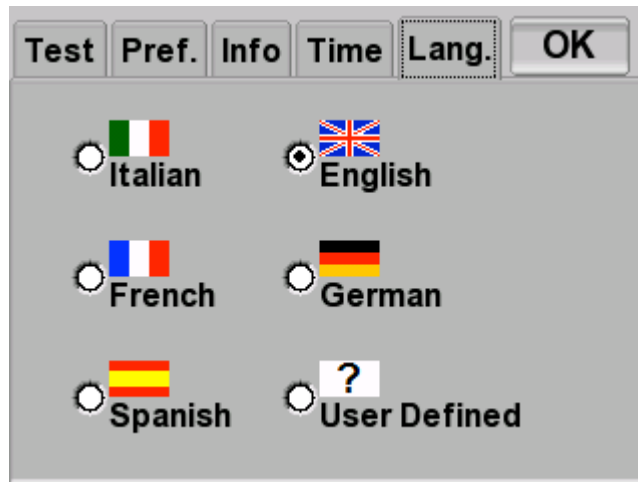 Test Pref. Info Time Lang. OK
Italian English
French German
?
Spanish User Defined